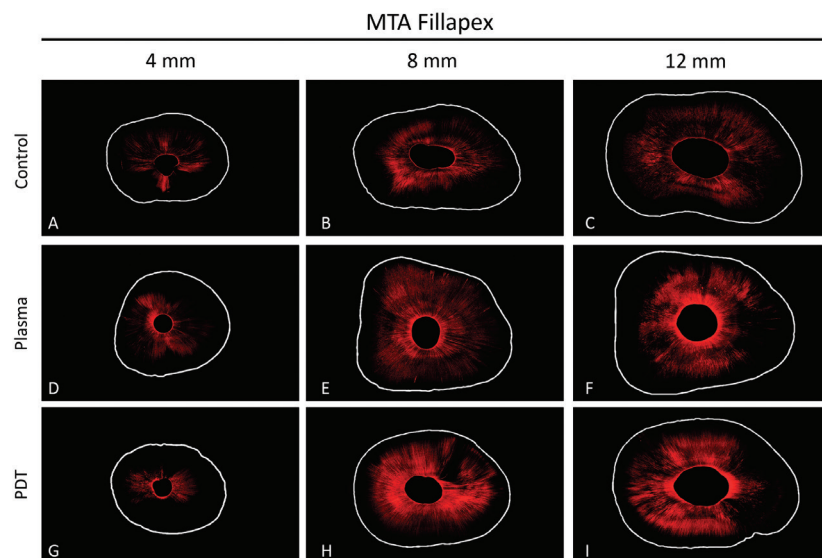 MTA Fillapex
4 mm
8 mm
12 mm
Control
A
B
C
Plasma
D
E
F
PDT
G
H
I